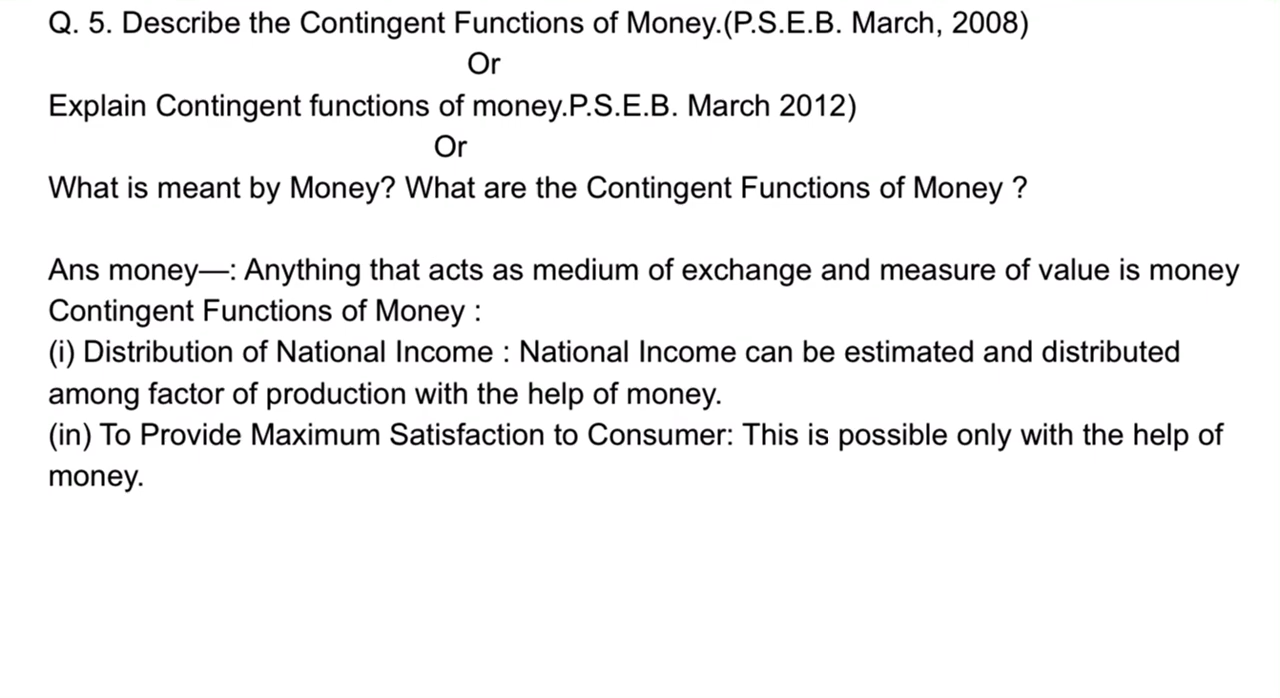 Q. 5. Describe the Contingent Functions of Money.(P.S.E.B. March, 2008)
Or
Explain Contingent functions of money.P.S.E.B. March 2012)
Or
What is meant by Money? What are the Contingent Functions of Money ?
Ans money—: Anything that acts as medium of exchange and measure of value is money
Contingent Functions of Money :
(i) Distribution of National Income : National Income can be estimated and distributed
among factor of production with the help of money.
(in) To Provide Maximum Satisfaction to Consumer: This is possible only with the help of
money.